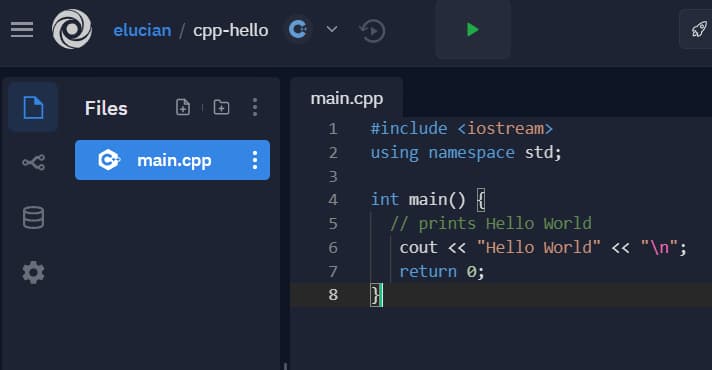 elucian / cpp-hello
Files
main.cpp
main.cpp
1 #include <iostream>
2 using namespace std;
3
4 int main() {
5   // prints Hello World
6    cout << "Hello World" << "\n";
7    return 0;
8 }